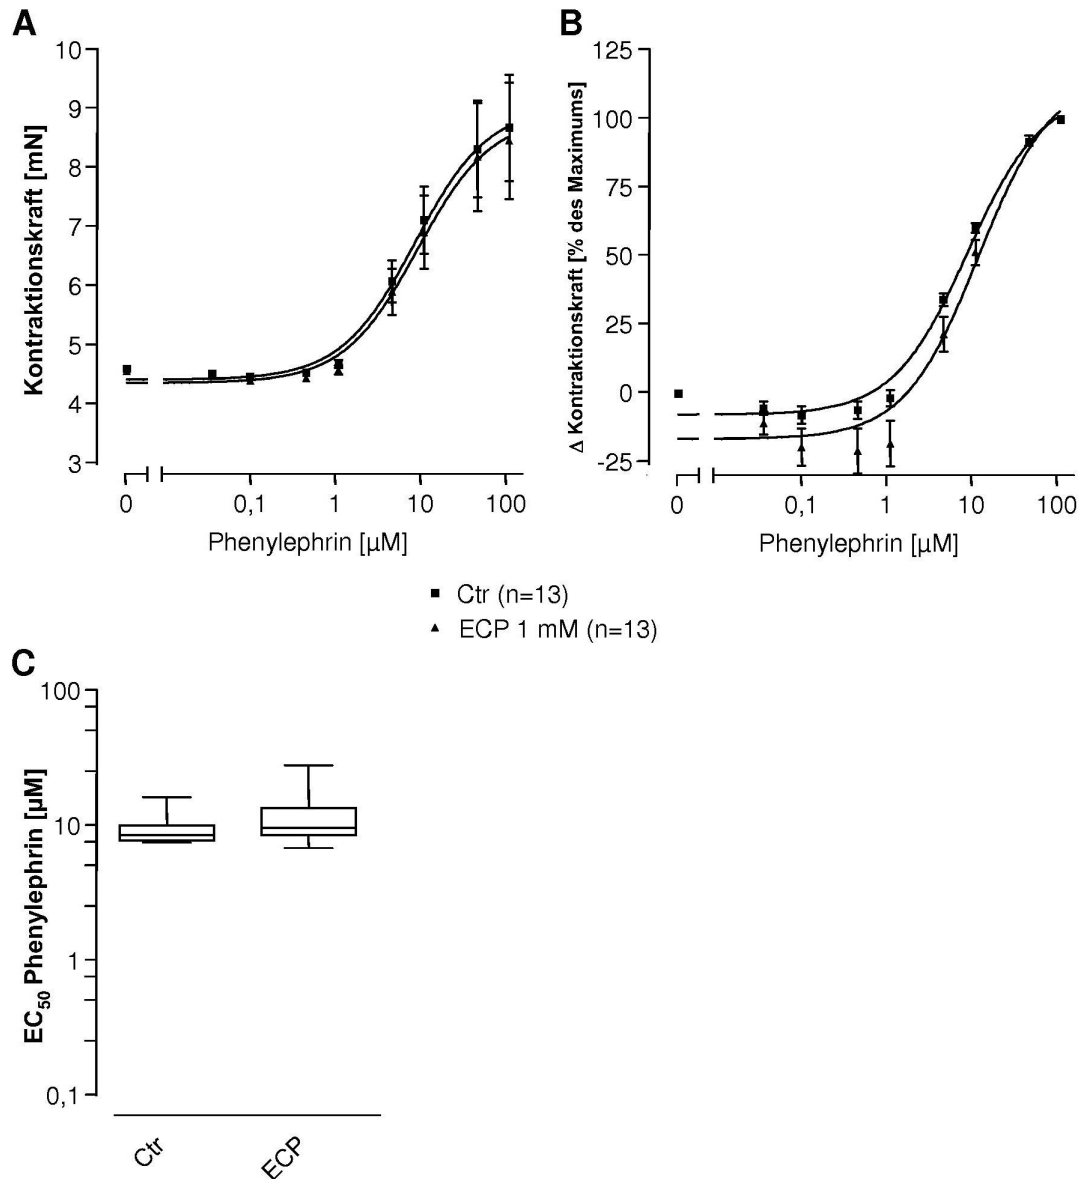 A
Kontraktionskraft [mN]
10
9
8
7
6
5
4
3
0
0,1
1
10
100
Phenylephrin [µM]
B
Δ Kontraktionskraft [% des Maximums]
125
100
75
50
25
0
-25
0
0,1
1
10
100
Phenylephrin [µM]
Ctr (n=13)
ECP 1 mM (n=13)
C
EC50 Phenylephrin [µM]
100
10
1
0,1
Ctr
ECP